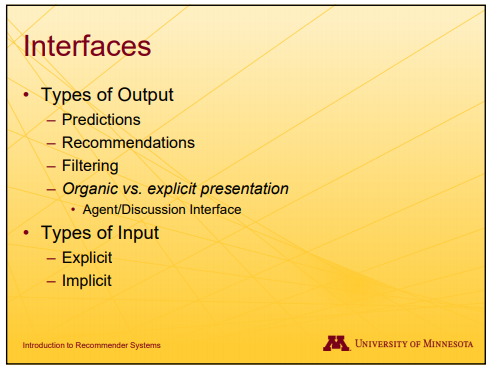 Interfaces
• Types of Output
– Predictions
– Recommendations
– Filtering
– Organic vs. explicit presentation
• Agent/Discussion Interface
• Types of Input
– Explicit
– Implicit
Introduction to Recommender Systems
M UNIVERSITY OF MINNESOTA